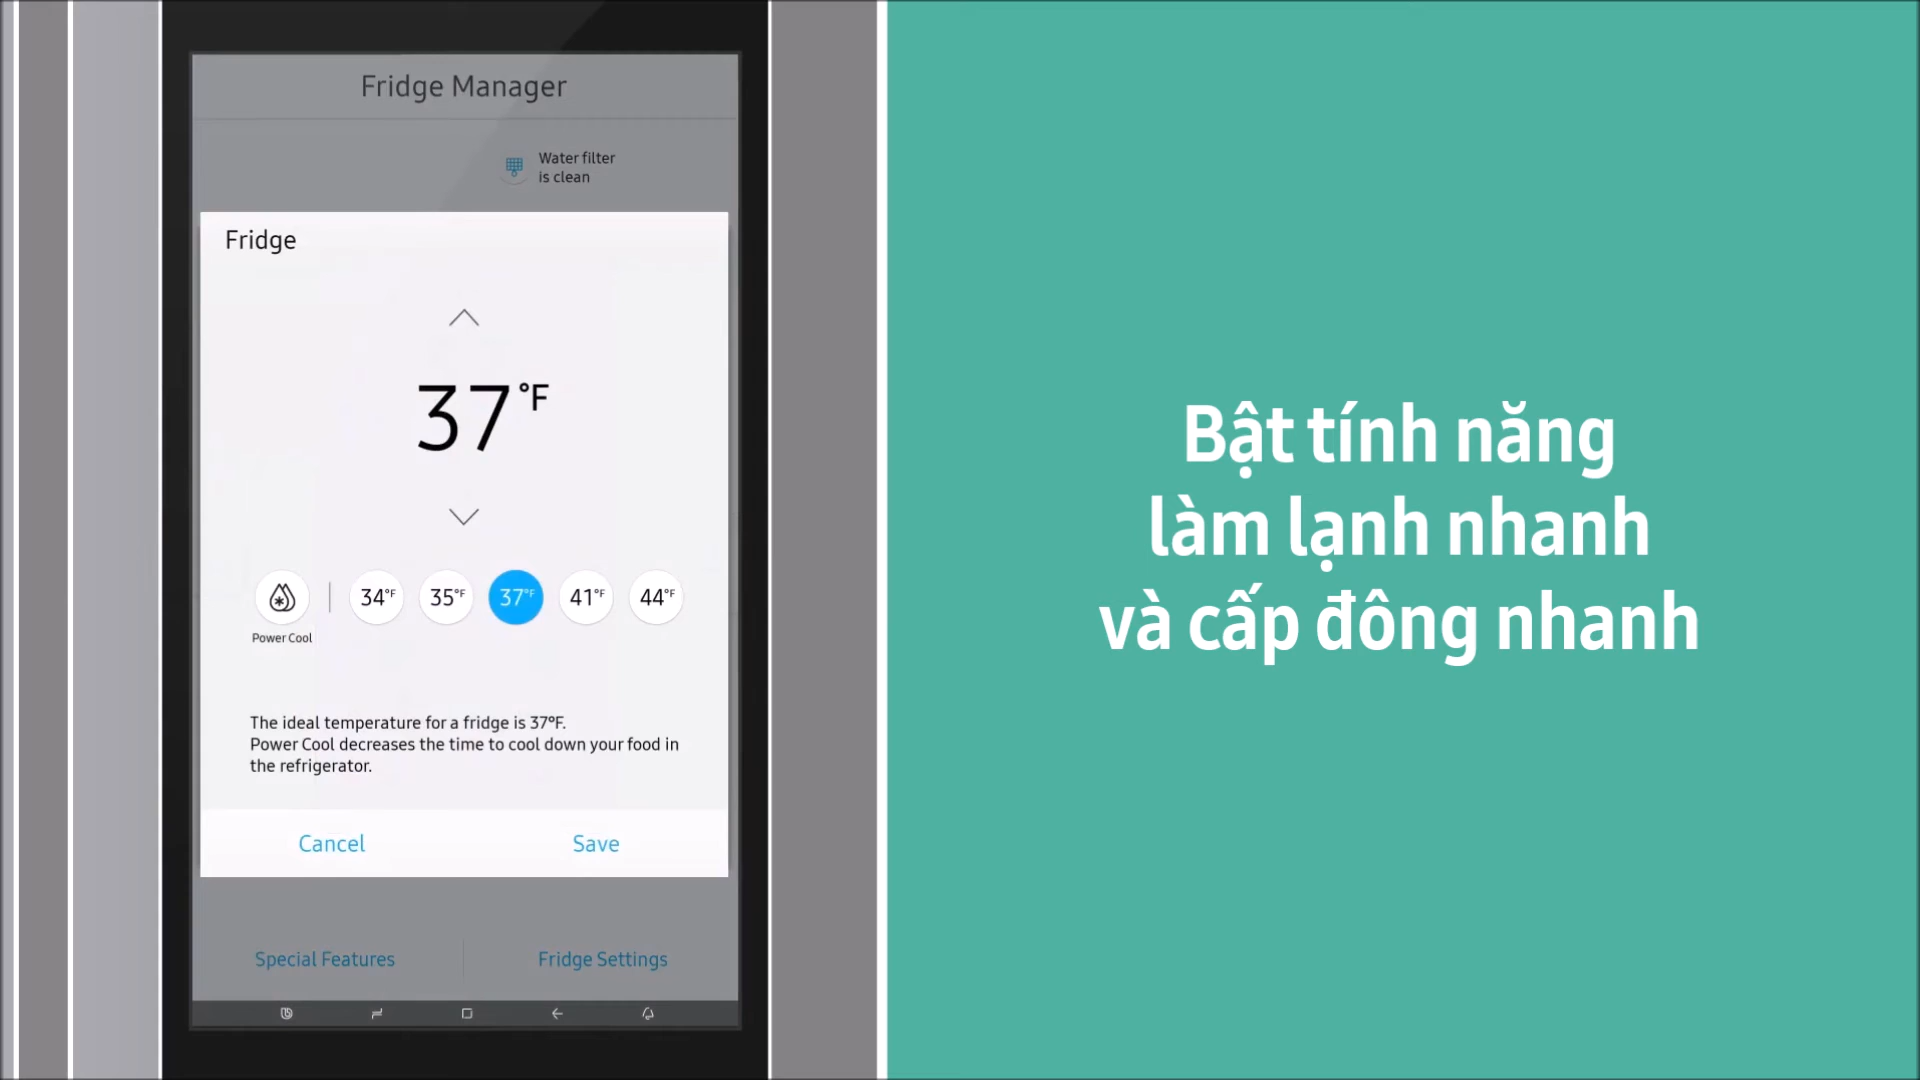 Fridge Manager
Water filter
is clean
Fridge
37°F
34°F 35°F 37°F 41°F 44°F
Power Cool
The ideal temperature for a fridge is 37°F.
Power Cool decreases the time to cool down your food in
the refrigerator.
Cancel Save
Special Features Fridge Settings
Bật tính năng
làm lạnh nhanh
và cấp đông nhanh